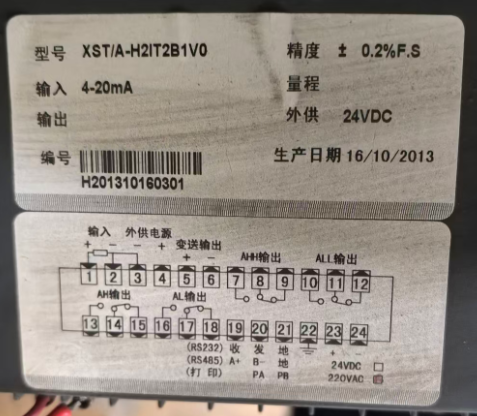 型号 XST/A-H2IT2B1V0 精度 ± 0.2%F.S
输入 4-20mA 量程
输出 外供 24VDC
编号 生产日期 16/10/2013
H201310160301
输入 外供电源 变送输出 AHH输出 ALL输出
+ - - + + -
1 2 3 4 5 6 7 8 9 10 11 12
AH输出 AL输出
13 14 15 16 17 18 19 20 21 22 23 24
(RS232) 收 发 地 + -
(RS485) A+ B- 地 24VDC
(打印) PA PB 220VAC